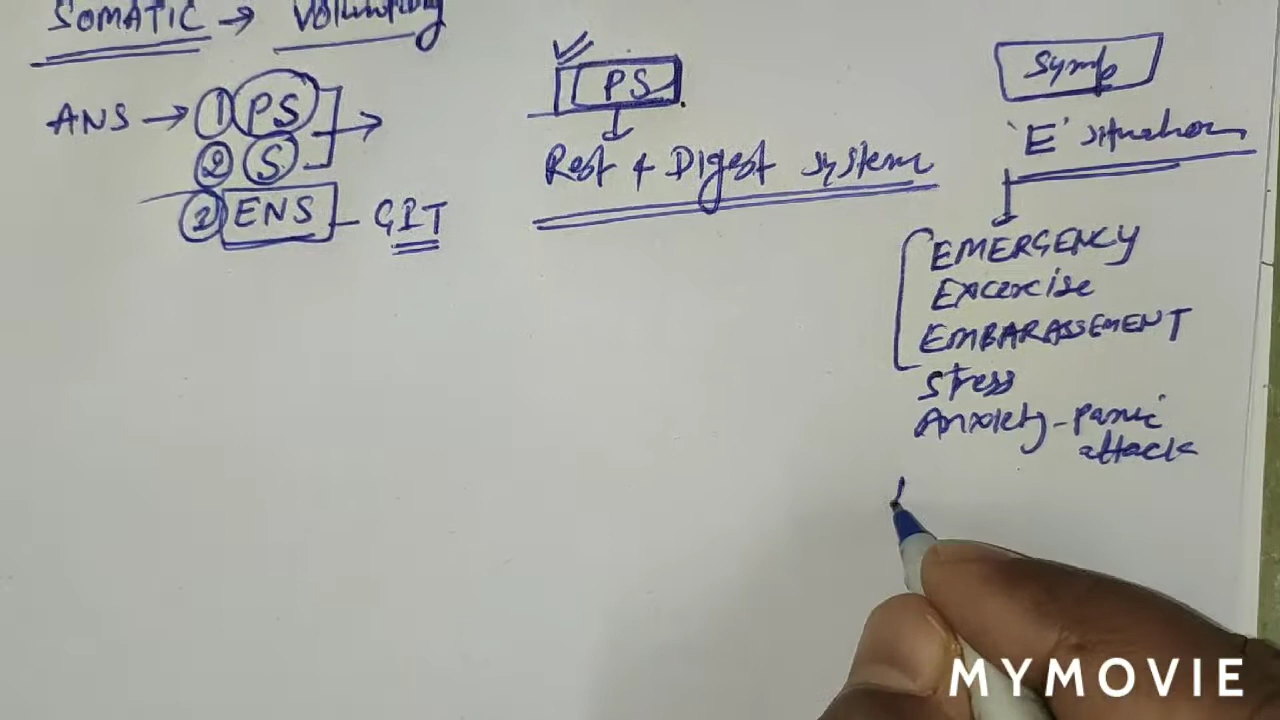 SOMATIC → Voluntary
ANS → ① PS
② S
③ ENS - GIT
PS
Rest + Digest system
Symp
'E' situation
EMERGENCY
Excercise
EMBARASSEMENT
Stress
Anxiety - panic
attack
MYMOVIE